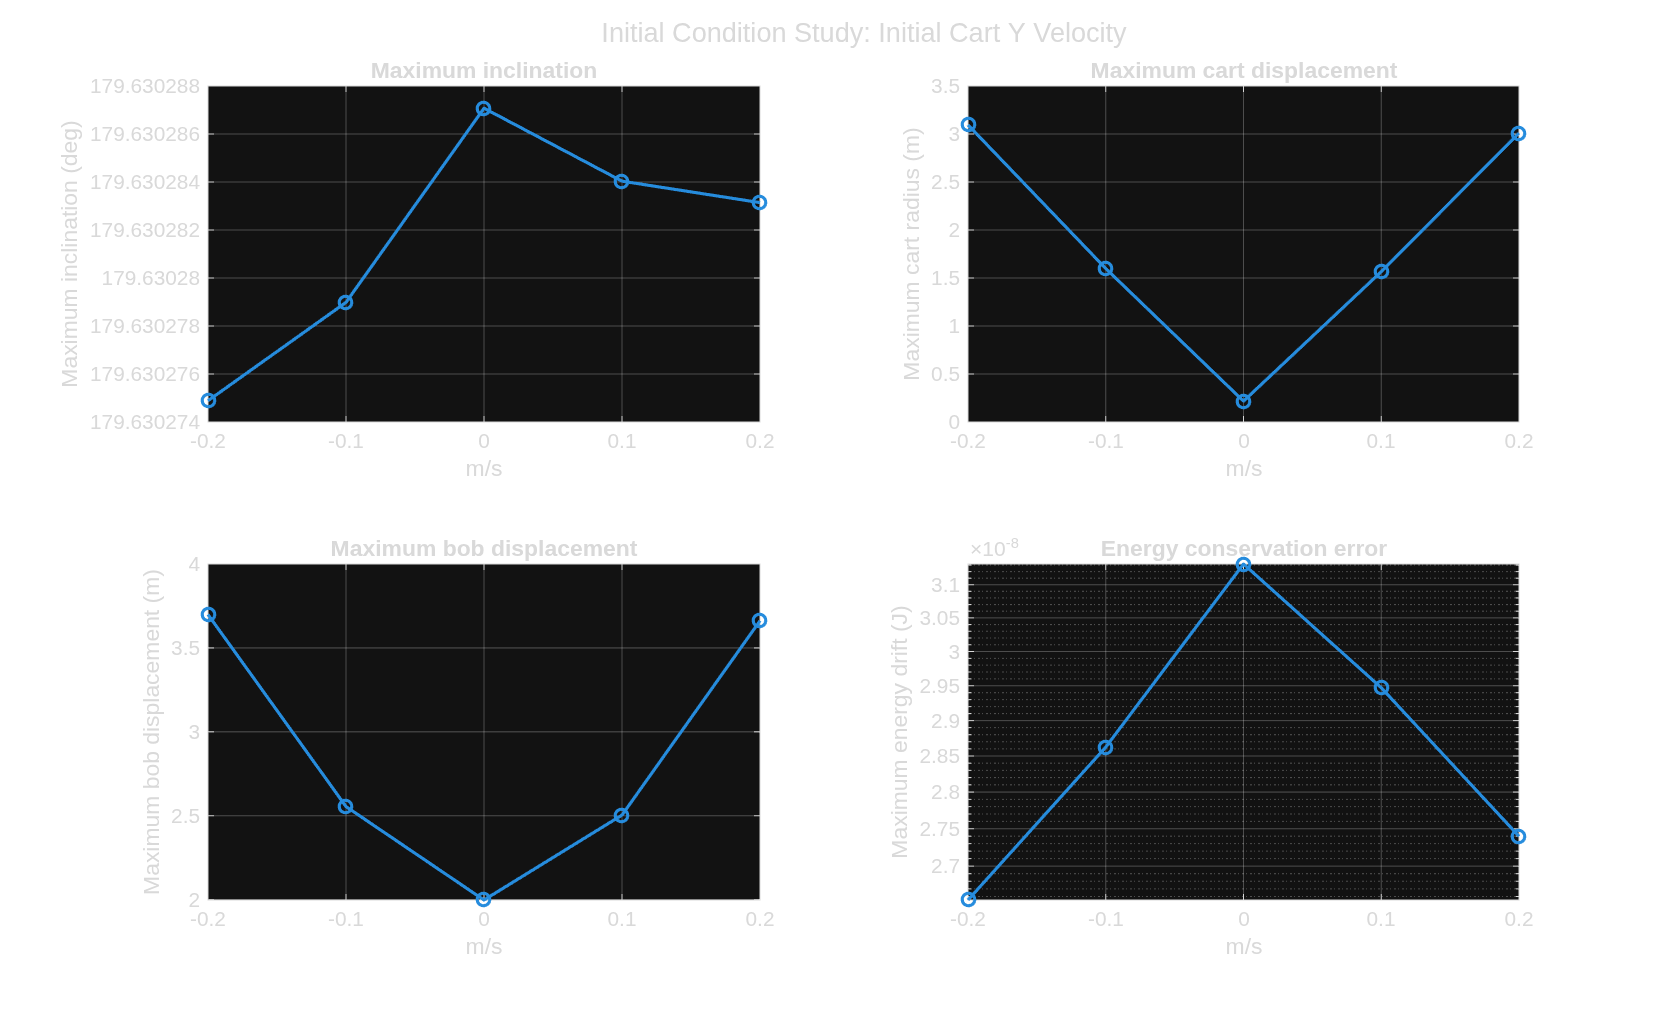 Initial Condition Study: Initial Cart Y Velocity
Maximum inclination
Maximum inclination (deg)
179.630288
179.630286
179.630284
179.630282
179.63028
179.630278
179.630276
179.630274
-0.2 -0.1 0 0.1 0.2
m/s
Maximum cart displacement
Maximum cart radius (m)
3.5
3
2.5
2
1.5
1
0.5
0
-0.2 -0.1 0 0.1 0.2
m/s
Maximum bob displacement
Maximum bob displacement (m)
4
3.5
3
2.5
2
-0.2 -0.1 0 0.1 0.2
m/s
×10⁻⁸
Energy conservation error
Maximum energy drift (J)
3.1
3.05
3
2.95
2.9
2.85
2.8
2.75
2.7
-0.2 -0.1 0 0.1 0.2
m/s